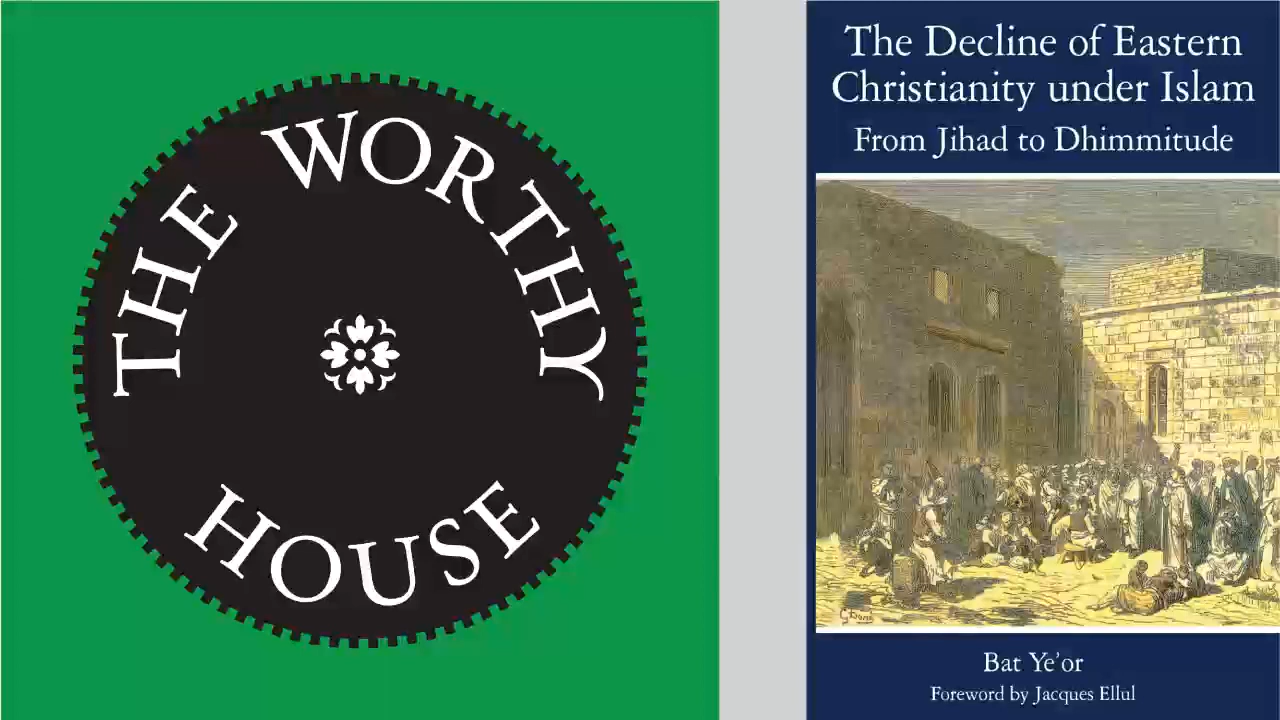 THE WORTHY
HOUSE
The Decline of Eastern
Christianity under Islam
From Jihad to Dhimmitude
Bat Ye'or
Foreword by Jacques Ellul